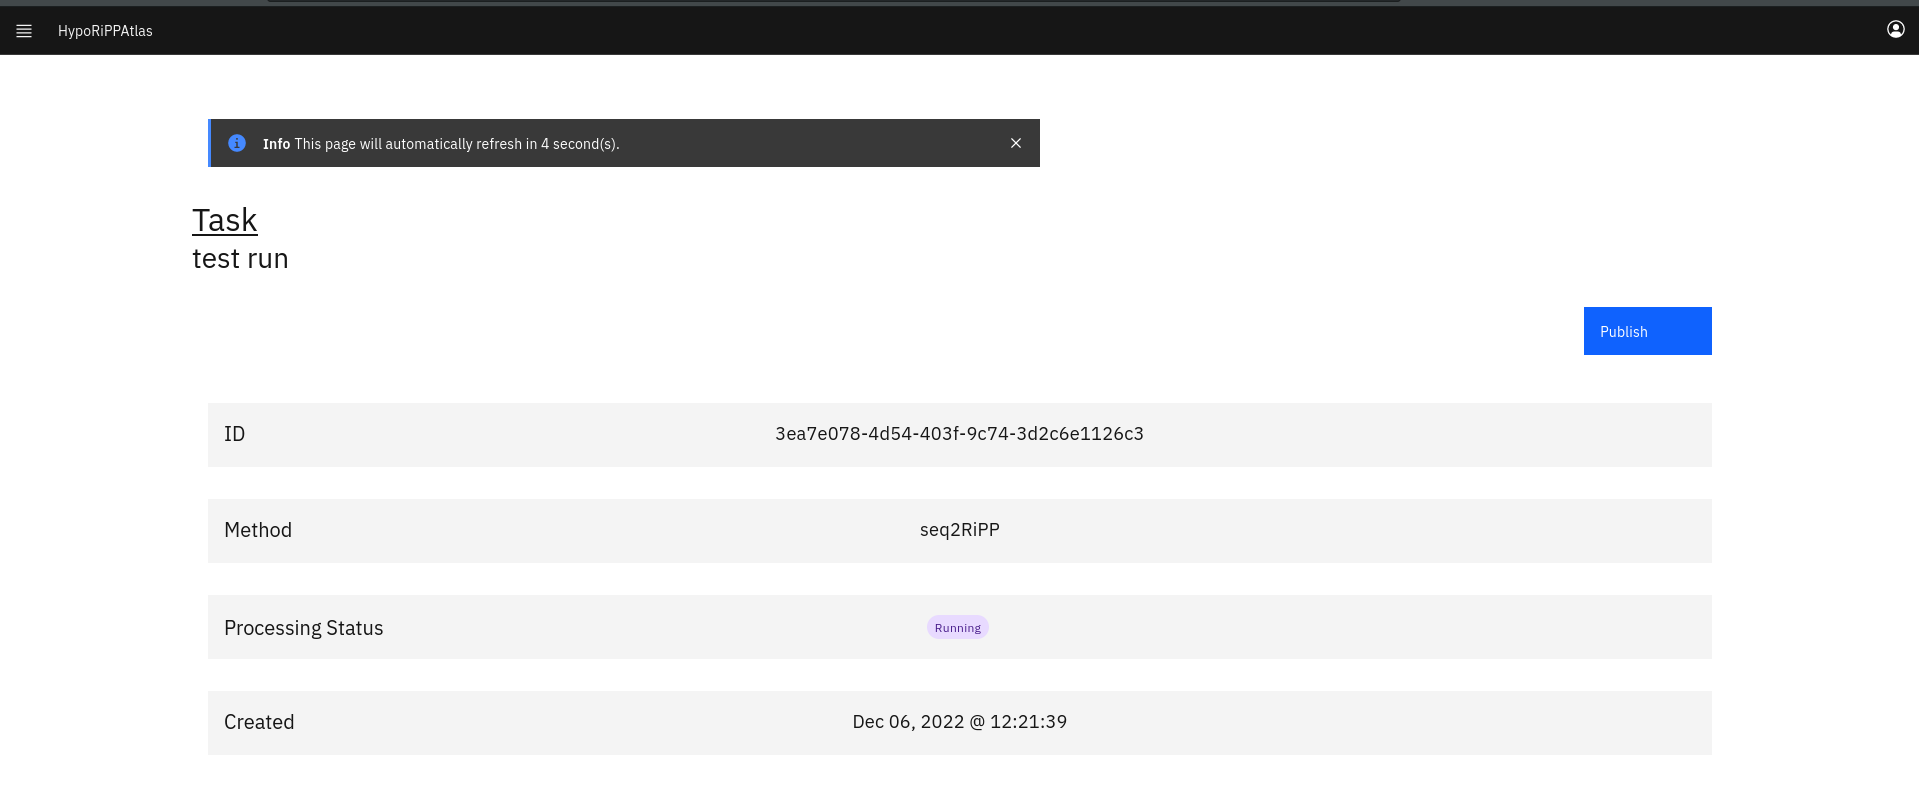 HypoRiPPAtlas
Info This page will automatically refresh in 4 second(s).
Task
test run
Publish
ID 3ea7e078-4d54-403f-9c74-3d2c6e1126c3
Method seq2RiPP
Processing Status Running
Created Dec 06, 2022 @ 12:21:39